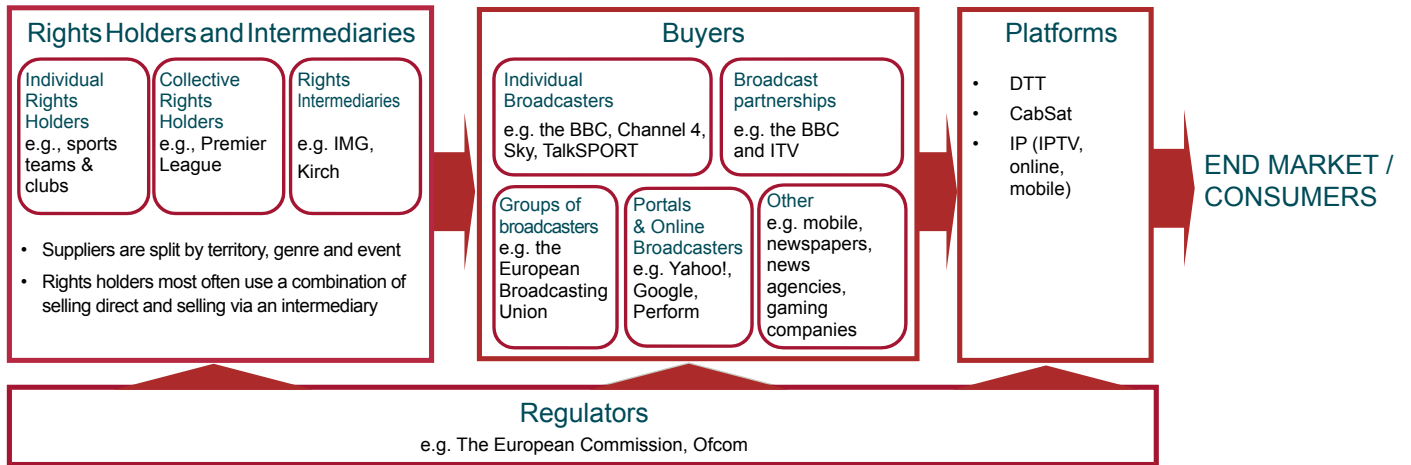 Rights Holders and Intermediaries
Individual
Rights
Holders
e.g., sports
teams &
clubs
Collective
Rights
Holders
e.g., Premier
League
Rights
Intermediaries
e.g. IMG,
Kirch
• Suppliers are split by territory, genre and event
• Rights holders most often use a combination of
selling direct and selling via an intermediary
Buyers
Individual
Broadcasters
e.g. the BBC, Channel 4,
Sky, TalkSPORT
Broadcast
partnerships
e.g. the BBC
and ITV
Groups of
broadcasters
e.g. the
European
Broadcasting
Union
Portals
& Online
Broadcasters
e.g. Yahoo!,
Google,
Perform
Other
e.g. mobile,
newspapers,
news
agencies,
gaming
companies
Platforms
• DTT
• CabSat
• IP (IPTV,
online,
mobile)
END MARKET /
CONSUMERS
Regulators
e.g. The European Commission, Ofcom